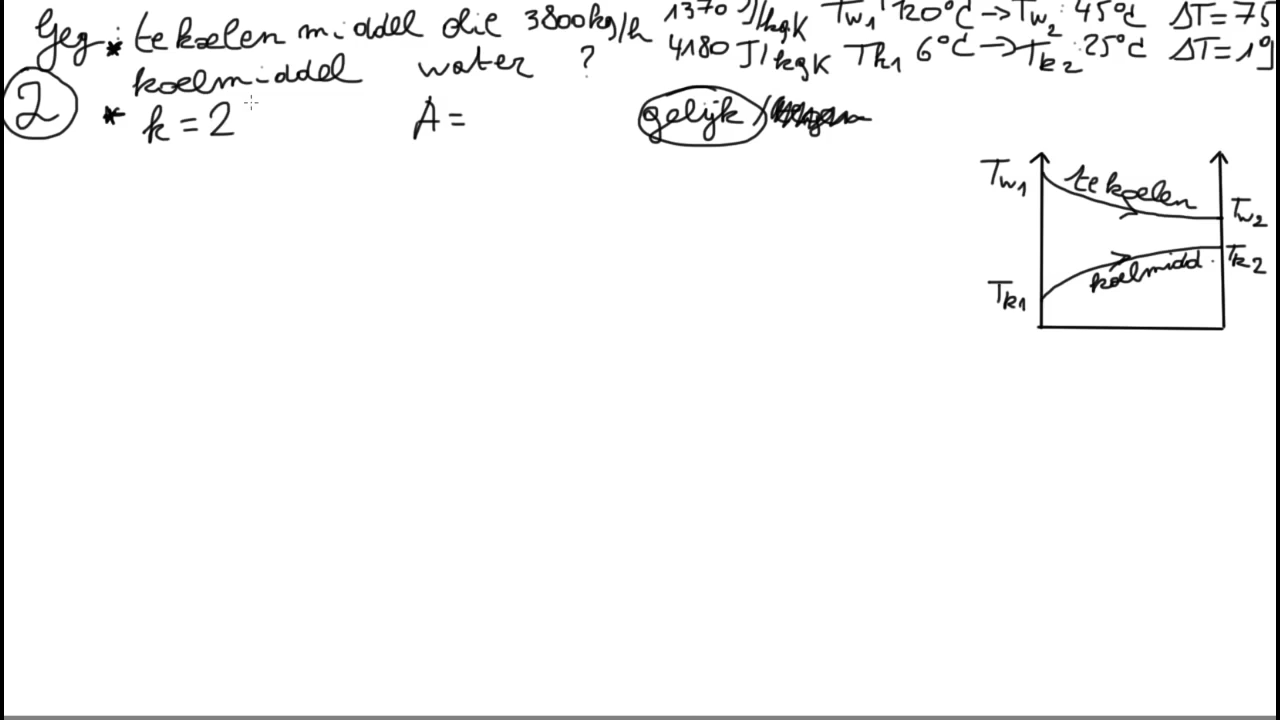 Geg: * te koelen middel olie 3800kg/h 1370 J/kgK Tw1 120°C → Tw2 : 45°C ΔT = 75
koelmiddel water ? 4180 J/kgK Tk1 6°C → Tk2 : 25°C ΔT = 19
2 * k = 2 A = gelijk /
Tw1 te koelen Tw2
Tk1 koelmidd. Tk2